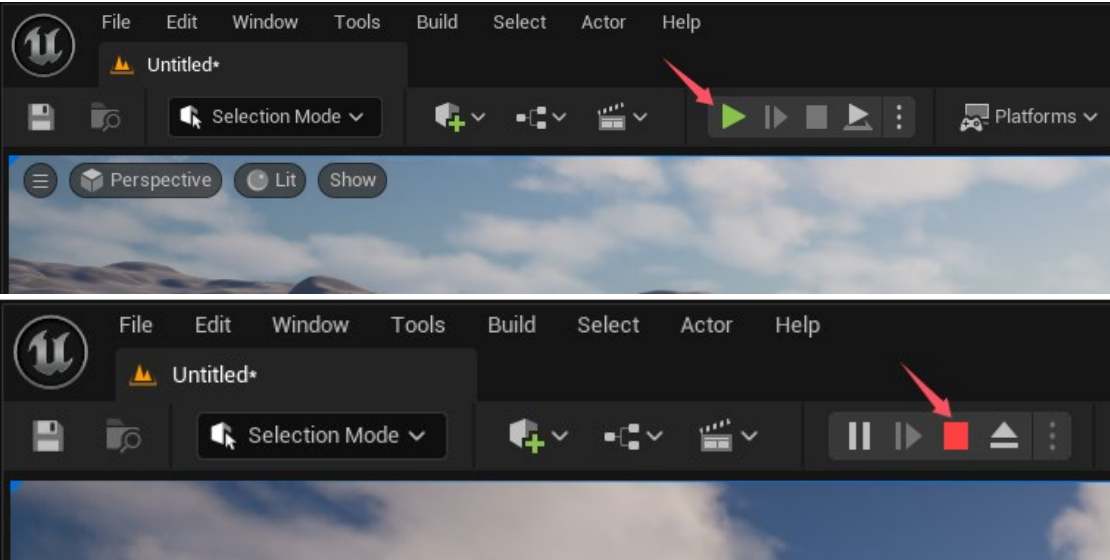 File Edit Window Tools Build Select Actor Help
Untitled*
Selection Mode Platforms
Perspective Lit Show
File Edit Window Tools Build Select Actor Help
Untitled*
Selection Mode